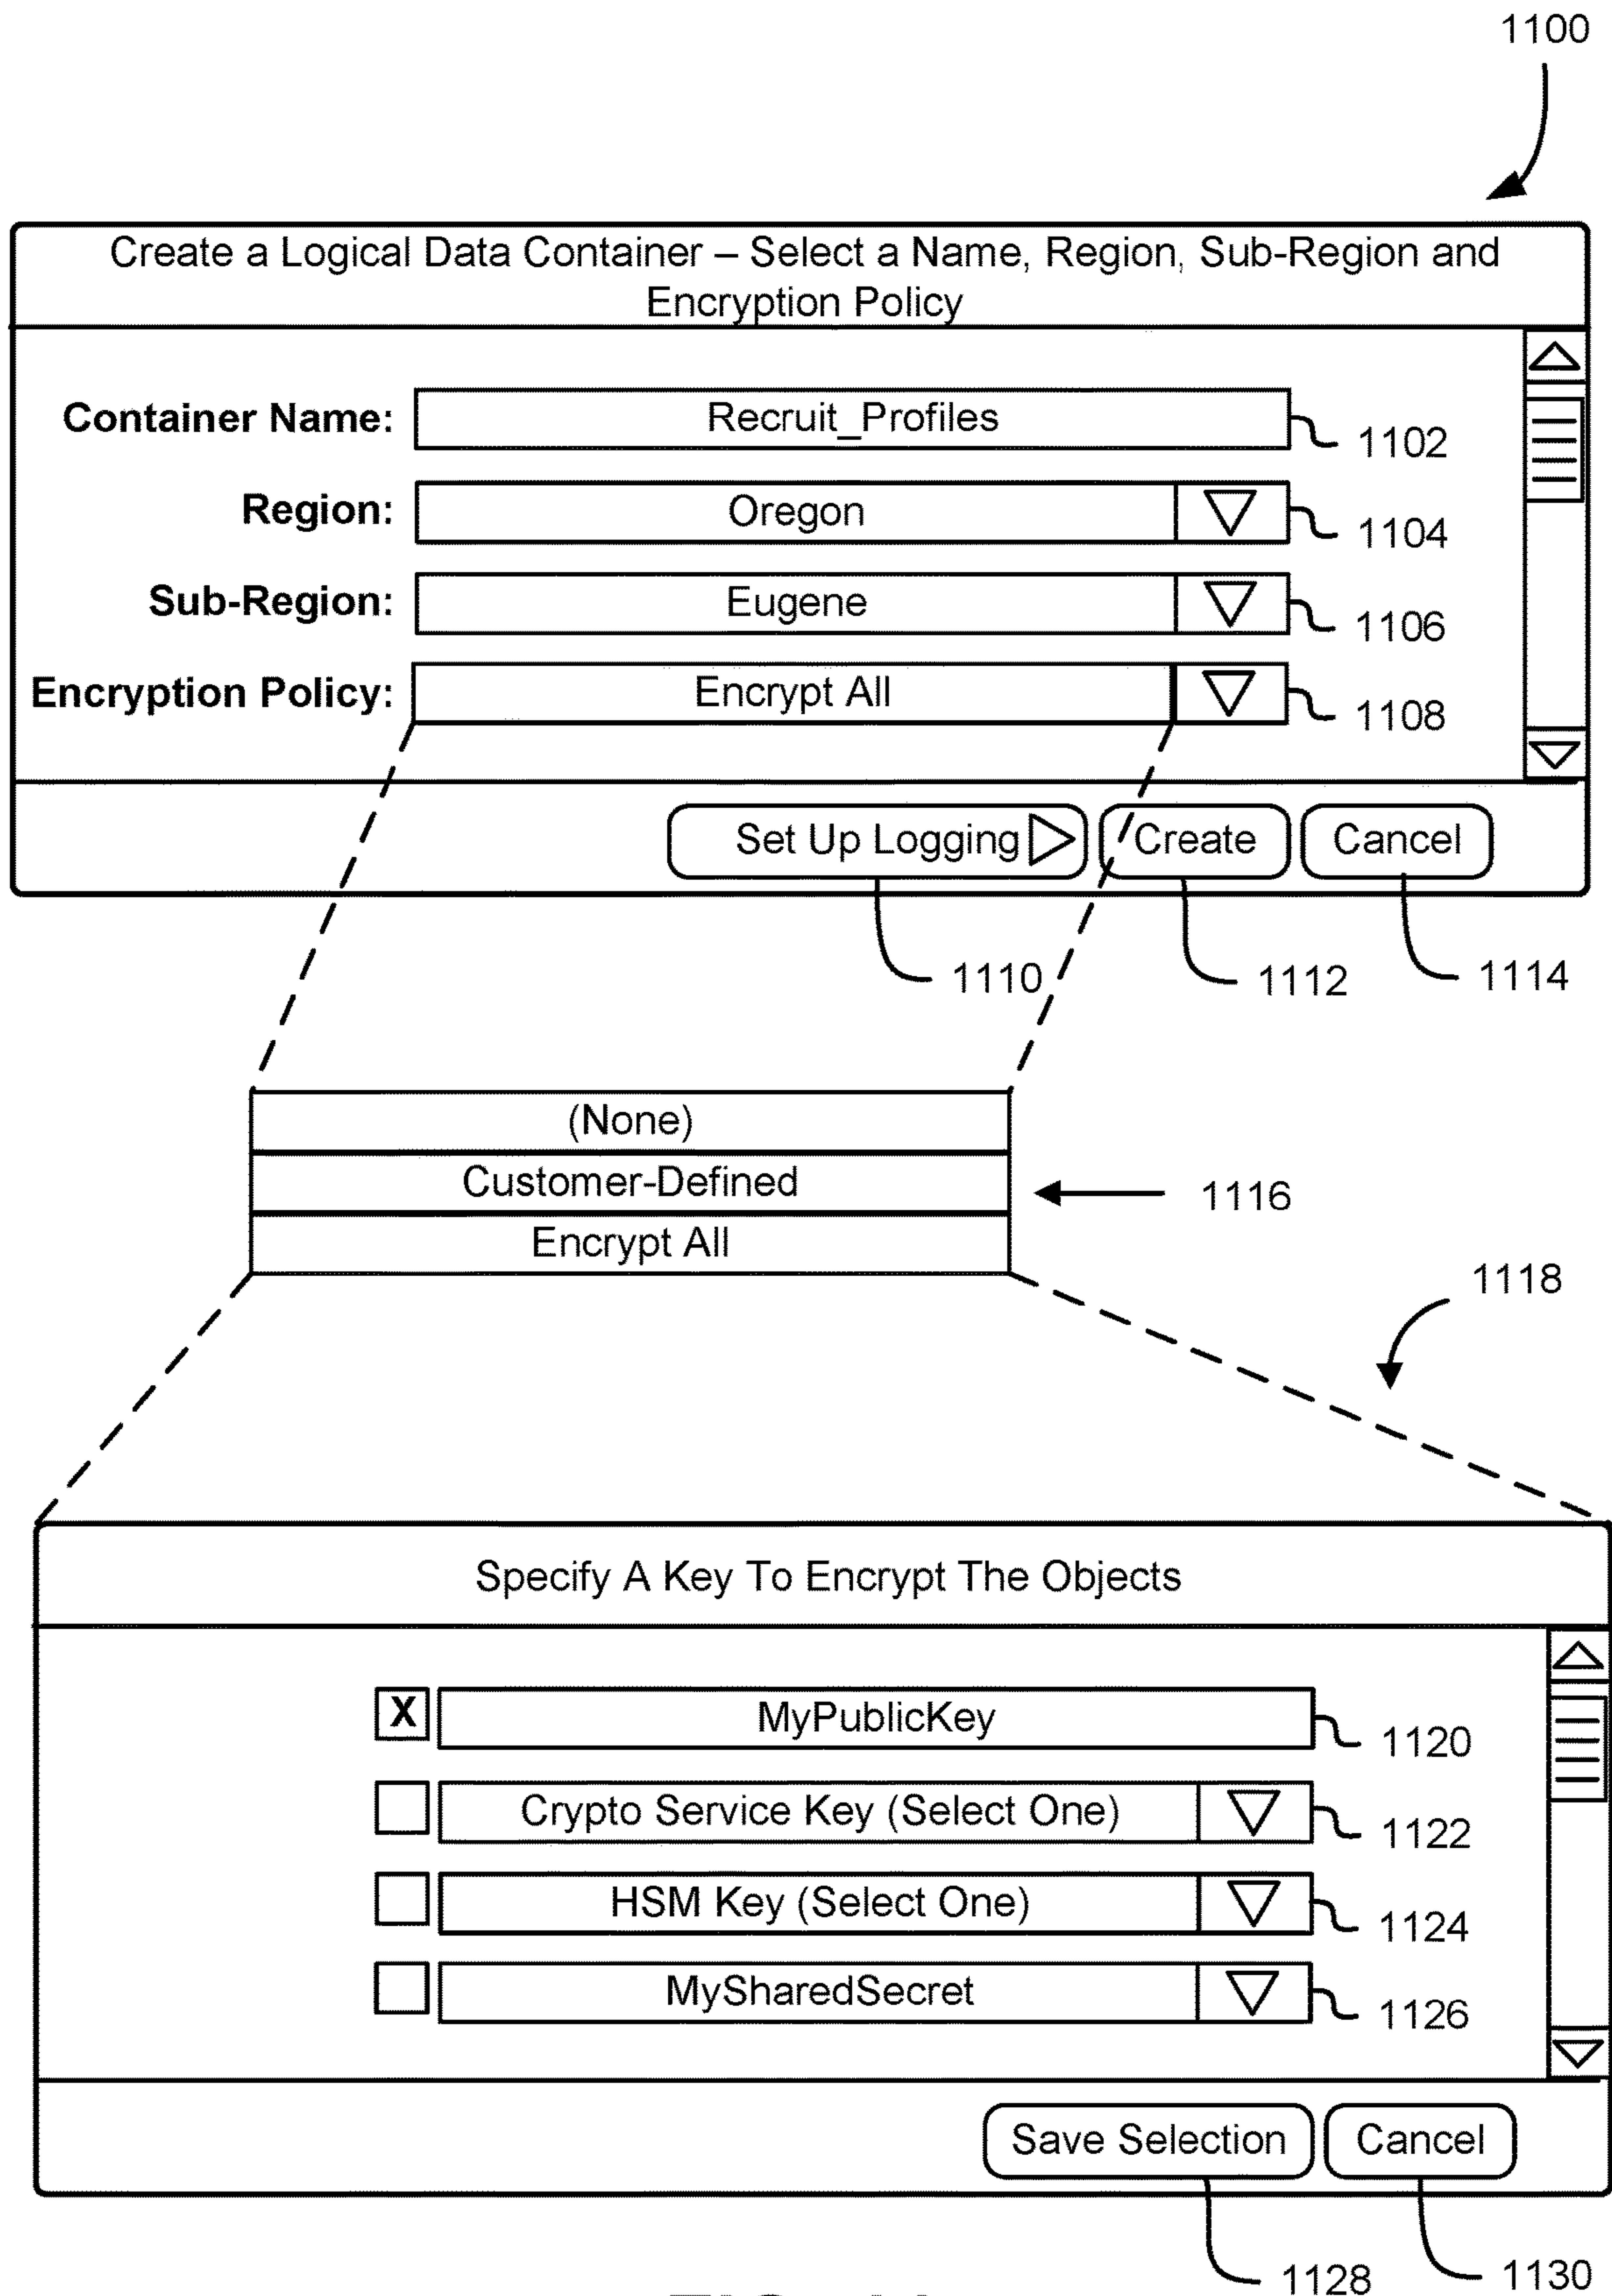 1100
Create a Logical Data Container – Select a Name, Region, Sub-Region and
Encryption Policy
Container Name: Recruit_Profiles 1102
Region: Oregon 1104
Sub-Region: Eugene 1106
Encryption Policy: Encrypt All 1108
Set Up Logging Create Cancel
1110 1112 1114
(None)
Customer-Defined 1116
Encrypt All
1118
Specify A Key To Encrypt The Objects
X MyPublicKey 1120
Crypto Service Key (Select One) 1122
HSM Key (Select One) 1124
MySharedSecret 1126
Save Selection Cancel
1128 1130